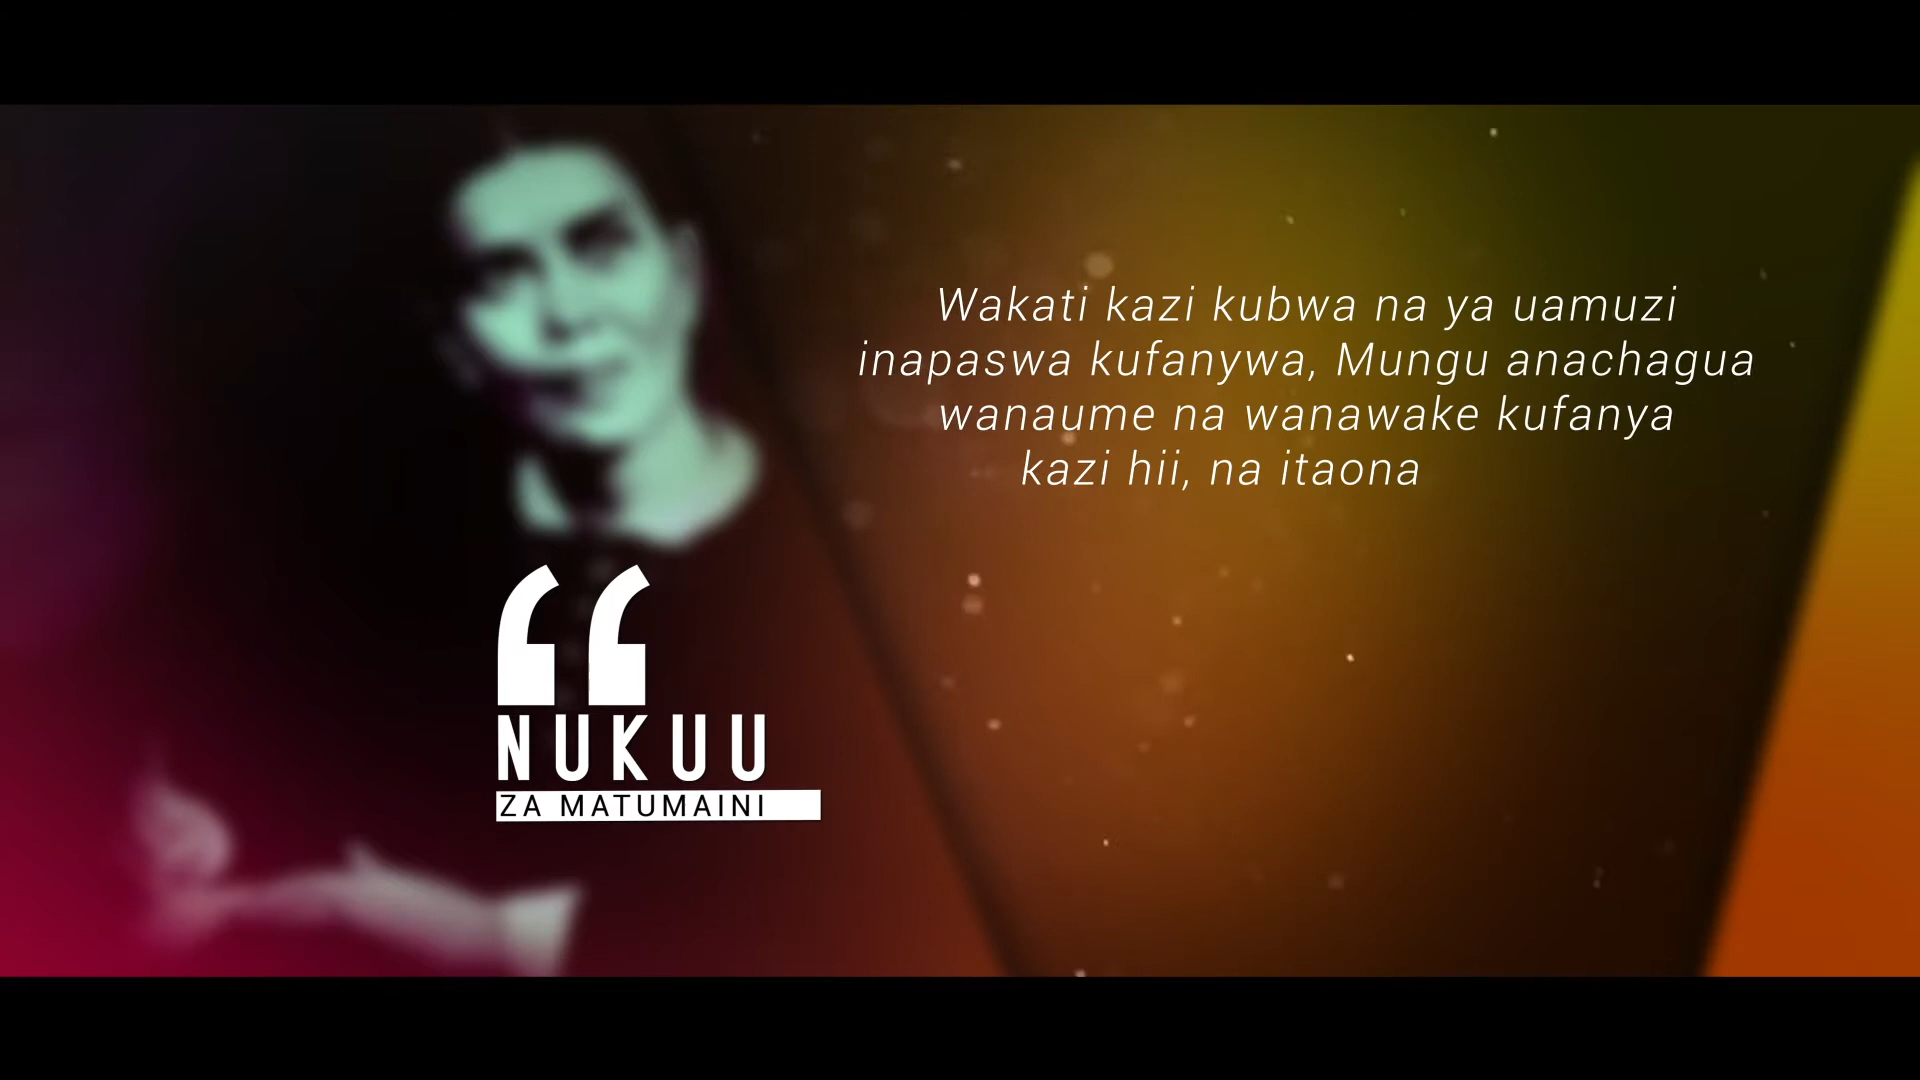 Wakati kazi kubwa na ya uamuzi
inapaswa kufanywa, Mungu anachagua
wanaume na wanawake kufanya
kazi hii, na itaona
“
NUKUU
ZA MATUMAINI